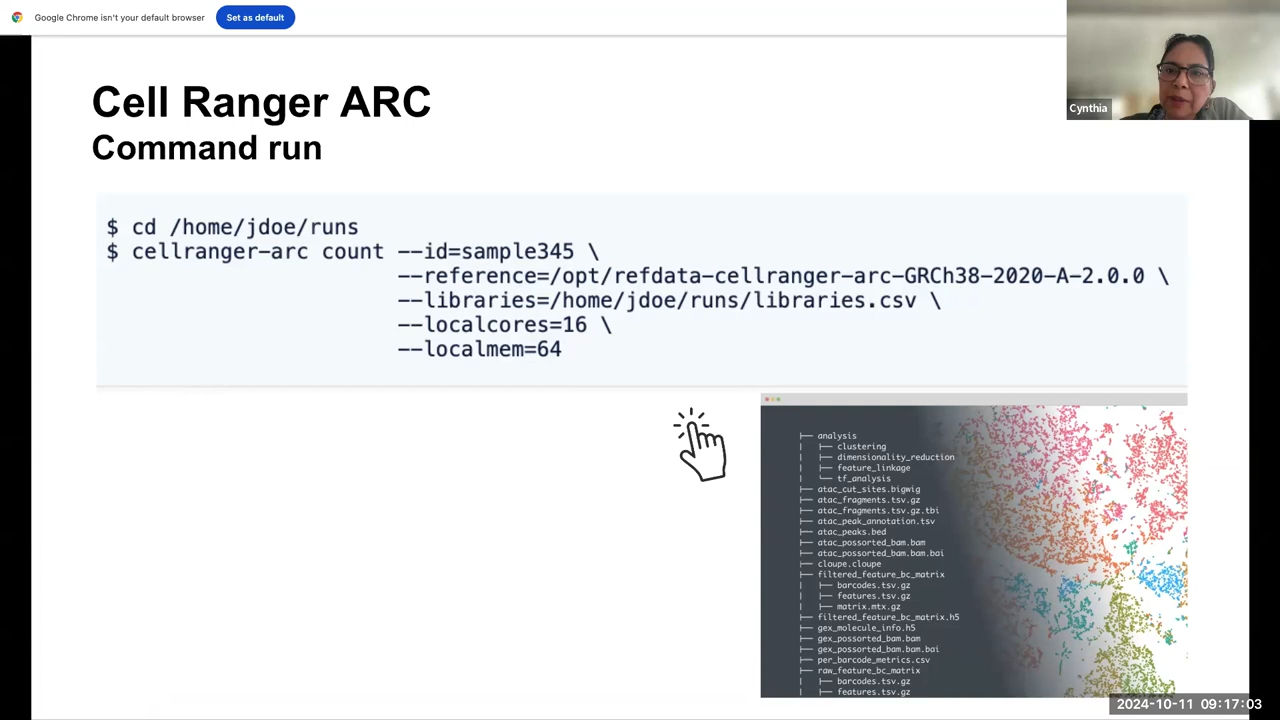 Google Chrome isn't your default browser
Set as default
Cynthia
Cell Ranger ARC
Command run
$ cd /home/jdoe/runs
$ cellranger-arc count --id=sample345 \
--reference=/opt/refdata-cellranger-arc-GRCh38-2020-A-2.0.0 \
--libraries=/home/jdoe/runs/libraries.csv \
--localcores=16 \
--localmem=64
├── analysis
│   ├── clustering
│   ├── dimensionality_reduction
│   ├── feature_linkage
│   └── tf_analysis
├── atac_cut_sites.bigwig
├── atac_fragments.tsv.gz
├── atac_fragments.tsv.gz.tbi
├── atac_peak_annotation.tsv
├── atac_peaks.bed
├── atac_possorted_bam.bam
├── atac_possorted_bam.bam.bai
├── cloupe.cloupe
├── filtered_feature_bc_matrix
│   ├── barcodes.tsv.gz
│   ├── features.tsv.gz
│   ├── matrix.mtx.gz
├── filtered_feature_bc_matrix.h5
├── gex_molecule_info.h5
├── gex_possorted_bam.bam
├── gex_possorted_bam.bam.bai
├── per_barcode_metrics.csv
├── raw_feature_bc_matrix
│   ├── barcodes.tsv.gz
│   ├── features.tsv.gz
2024-10-11 09:17:03